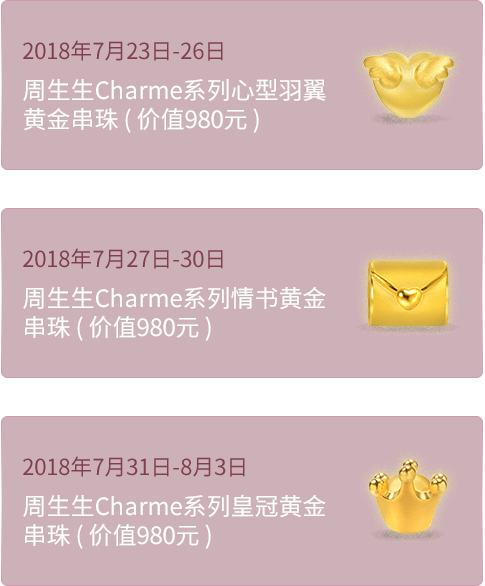 2018年7月23日-26日
周生生Charme系列心型羽翼
黄金串珠 ( 价值980元 )
2018年7月27日-30日
周生生Charme系列情书黄金
串珠 ( 价值980元 )
2018年7月31日-8月3日
周生生Charme系列皇冠黄金
串珠 ( 价值980元 )